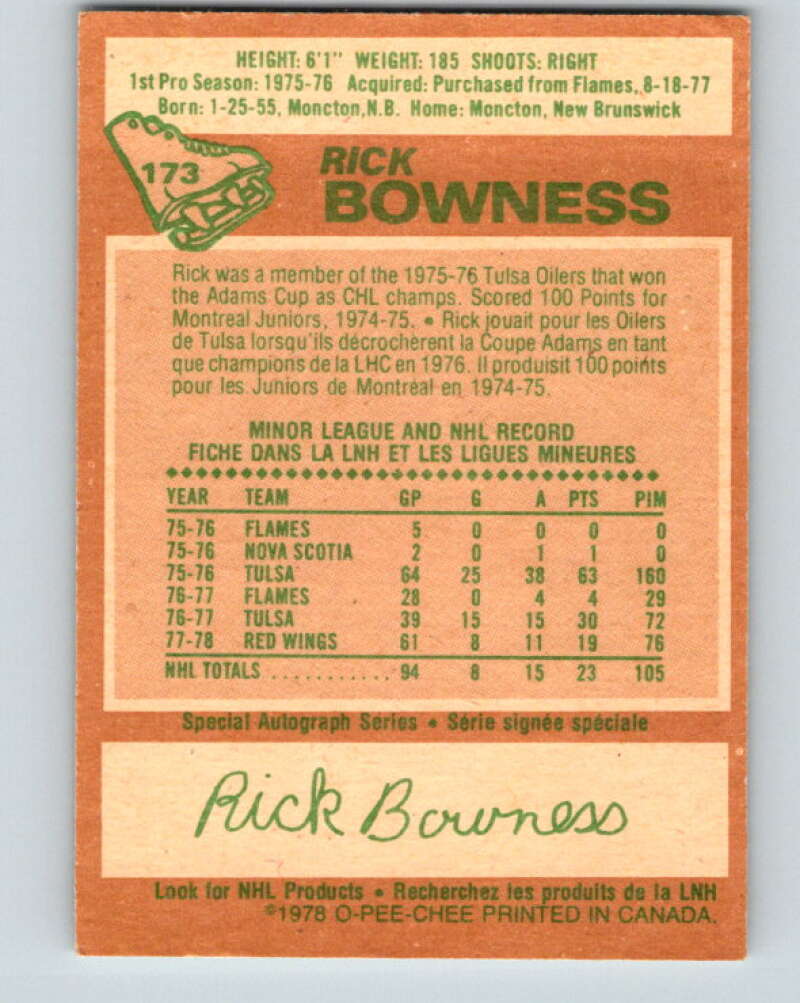 HEIGHT: 6'1" WEIGHT: 185 SHOOTS: RIGHT
1st Pro Season: 1975-76 Acquired: Purchased from Flames, 8-18-77
Born: 1-25-55, Moncton, N.B. Home: Moncton, New Brunswick
173
RICK
BOWNESS
Rick was a member of the 1975-76 Tulsa Oilers that won
the Adams Cup as CHL champs. Scored 100 Points for
Montreal Juniors, 1974-75. • Rick jouait pour les Oilers
de Tulsa lorsqu'ils décrochèrent la Coupe Adams en tant
que champions de la LHC en 1976. Il produisit 100 points
pour les Juniors de Montréal en 1974-75.
MINOR LEAGUE AND NHL RECORD
FICHE DANS LA LNH ET LES LIGUES MINEURES
YEAR TEAM GP G A PTS PIM
75-76 FLAMES 5 0 0 0 0
75-76 NOVA SCOTIA 2 0 1 1 0
75-76 TULSA 64 25 38 63 160
76-77 FLAMES 28 0 4 4 29
76-77 TULSA 39 15 15 30 72
77-78 RED WINGS 61 8 11 19 76
NHL TOTALS ........... 94 8 15 23 105
Special Autograph Series • Série signée spéciale
Rick Bowness
Look for NHL Products • Recherchez les produits de la LNH
©1978 O-PEE-CHEE PRINTED IN CANADA.